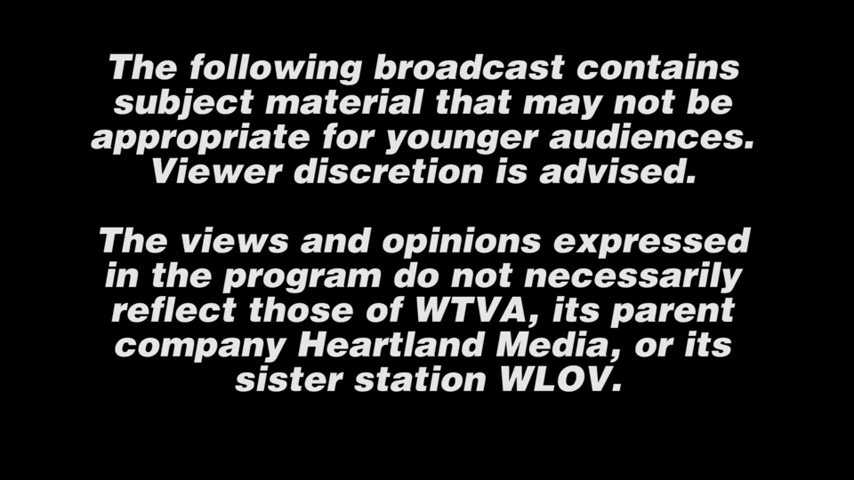 The following broadcast contains
subject material that may not be
appropriate for younger audiences.
Viewer discretion is advised.
The views and opinions expressed
in the program do not necessarily
reflect those of WTVA, its parent
company Heartland Media, or its
sister station WLOV.